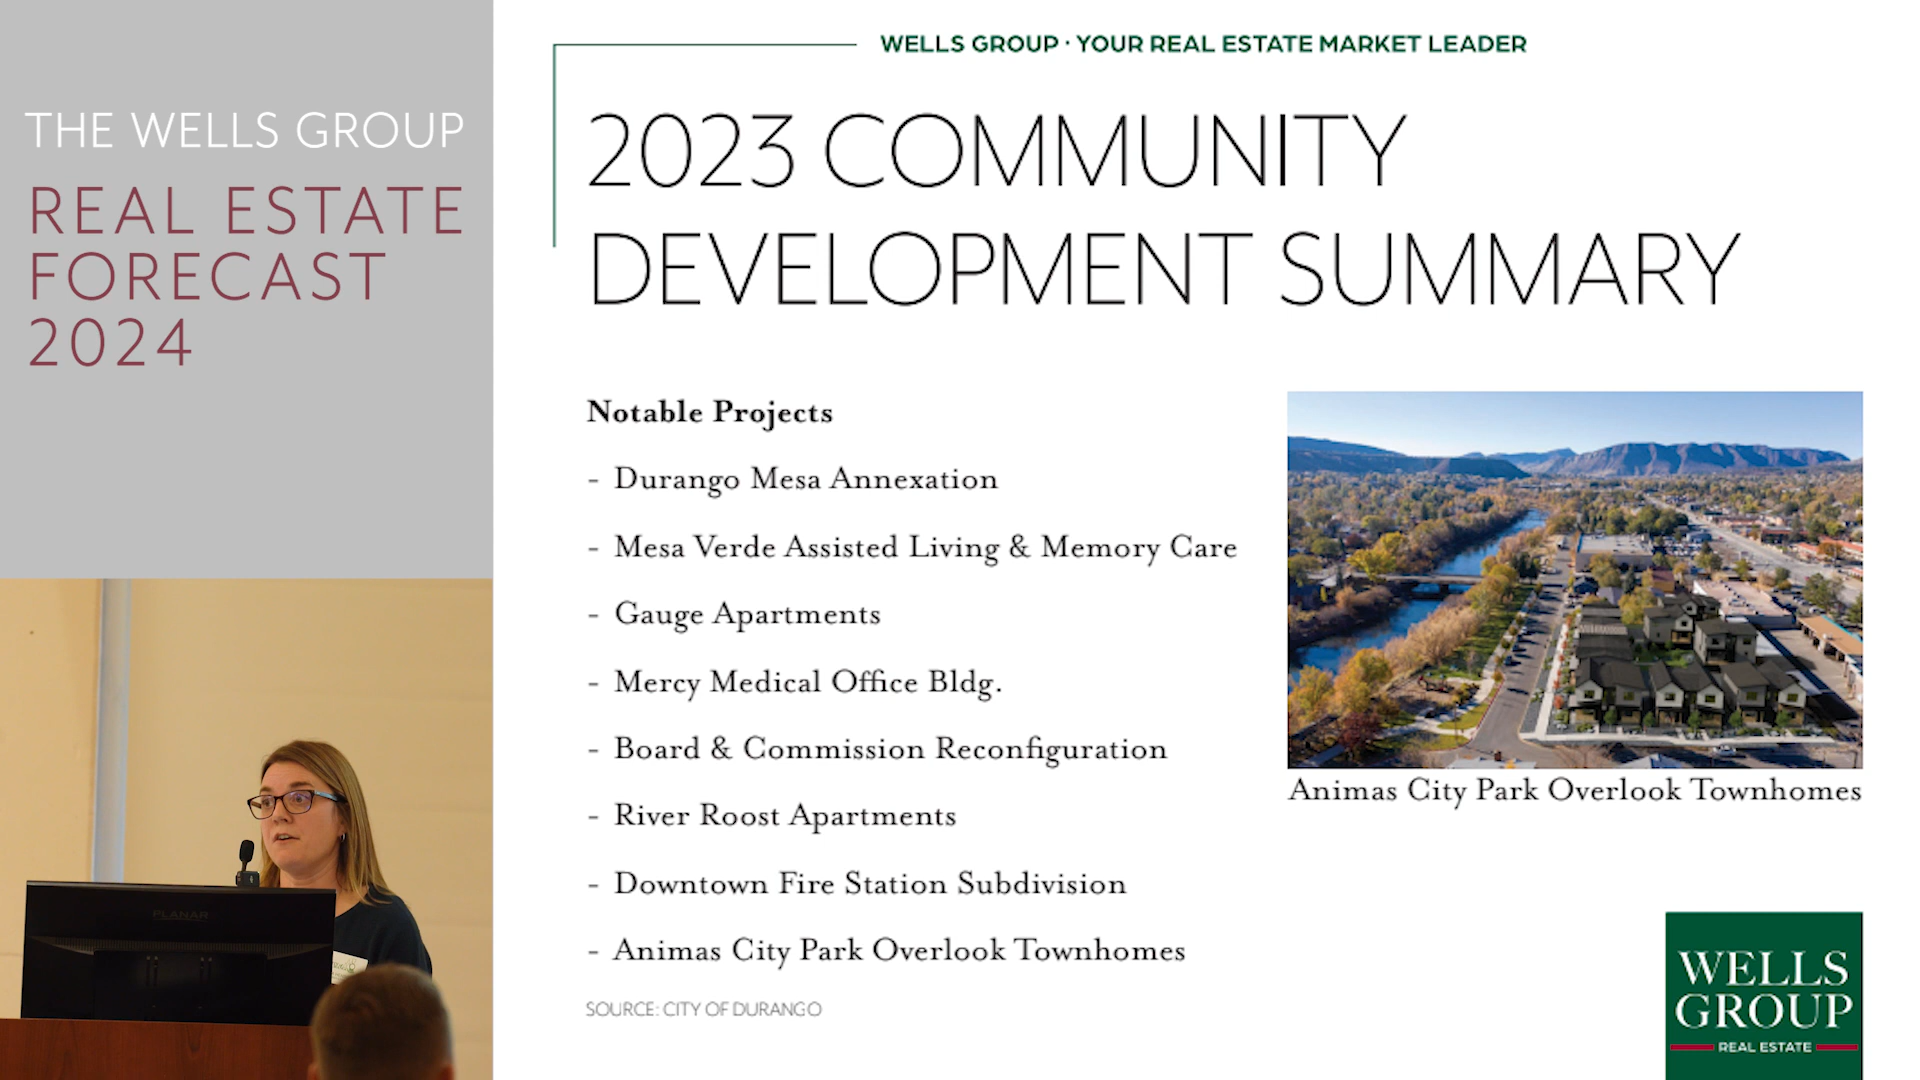 THE WELLS GROUP
REAL ESTATE
FORECAST
2024
WELLS GROUP · YOUR REAL ESTATE MARKET LEADER
2023 COMMUNITY
DEVELOPMENT SUMMARY
Notable Projects
- Durango Mesa Annexation
- Mesa Verde Assisted Living & Memory Care
- Gauge Apartments
- Mercy Medical Office Bldg.
- Board & Commission Reconfiguration
- River Roost Apartments
- Downtown Fire Station Subdivision
- Animas City Park Overlook Townhomes
SOURCE: CITY OF DURANGO
Animas City Park Overlook Townhomes
WELLS
GROUP
REAL ESTATE
PLANAR